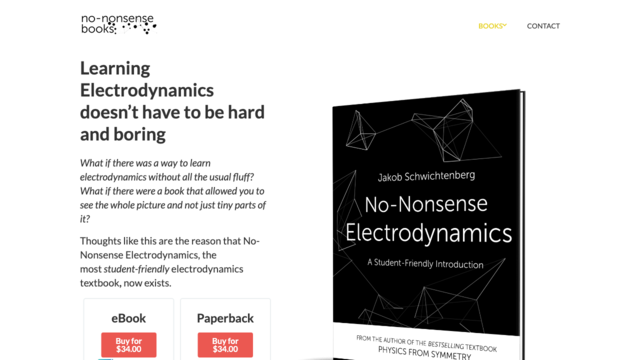 no-nonsense
books
BOOKS
CONTACT
Learning
Electrodynamics
doesn’t have to be hard
and boring
What if there was a way to learn
electrodynamics without all the usual fluff?
What if there were a book that allowed you to
see the whole picture and not just tiny parts of
it?
Thoughts like this are the reason that No-
Nonsense Electrodynamics, the
most student-friendly electrodynamics
textbook, now exists.
eBook
Buy for
$34.00
Paperback
Buy for
$34.00
Jakob Schwichtenberg
No-Nonsense
Electrodynamics
A Student-Friendly Introduction
FROM THE AUTHOR OF THE BESTSELLING TEXTBOOK
PHYSICS FROM SYMMETRY